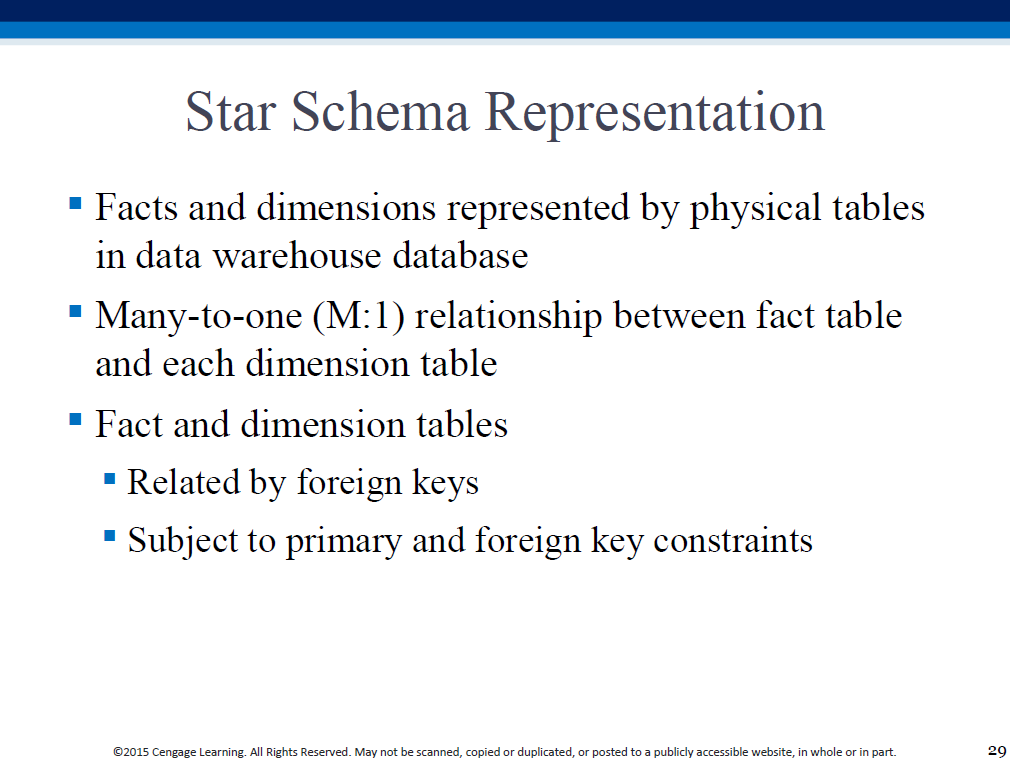 Star Schema Representation
▪ Facts and dimensions represented by physical tables
in data warehouse database
▪ Many-to-one (M:1) relationship between fact table
and each dimension table
▪ Fact and dimension tables
▪ Related by foreign keys
▪ Subject to primary and foreign key constraints
©2015 Cengage Learning. All Rights Reserved. May not be scanned, copied or duplicated, or posted to a publicly accessible website, in whole or in part.
29